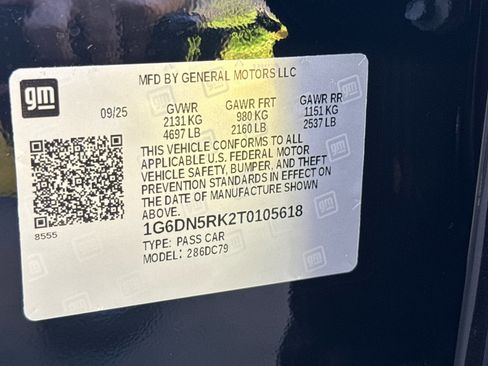 MFD BY GENERAL MOTORS LLC
gm
09/25 GVWR GAWR FRT GAWR RR
2131 KG 980 KG 1151 KG
4697 LB 2160 LB 2537 LB
THIS VEHICLE CONFORMS TO ALL
APPLICABLE U.S. FEDERAL MOTOR
VEHICLE SAFETY, BUMPER, AND THEFT
PREVENTION STANDARDS IN EFFECT ON
THE DATE OF MANUFACTURE SHOWN
ABOVE.
8555
1G6DN5RK2T0105618
TYPE: PASS CAR
MODEL: 286DC79